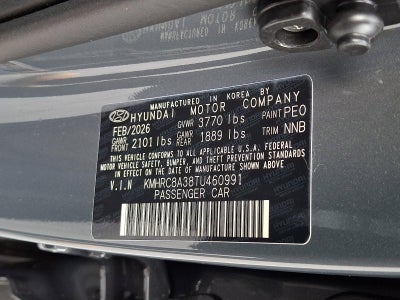 MANUFACTURED IN KOREA BY
HYUNDAI MOTOR COMPANY
FEB/2026 GVWR 3770 lbs PAINT PE0
GAWR 2101 lbs GAWR 1889 lbs TRIM NNB
THIS VEHICLE CONFORMS TO ALL APPLICABLE U.S. FEDERAL
MOTOR VEHICLE SAFETY, BUMPER, AND THEFT PREVENTION STANDARDS
IN EFFECT ON THE DATE OF MANUFACTURE SHOWN ABOVE.
V.I.N KMHRC8A38TU460991
PASSENGER CAR